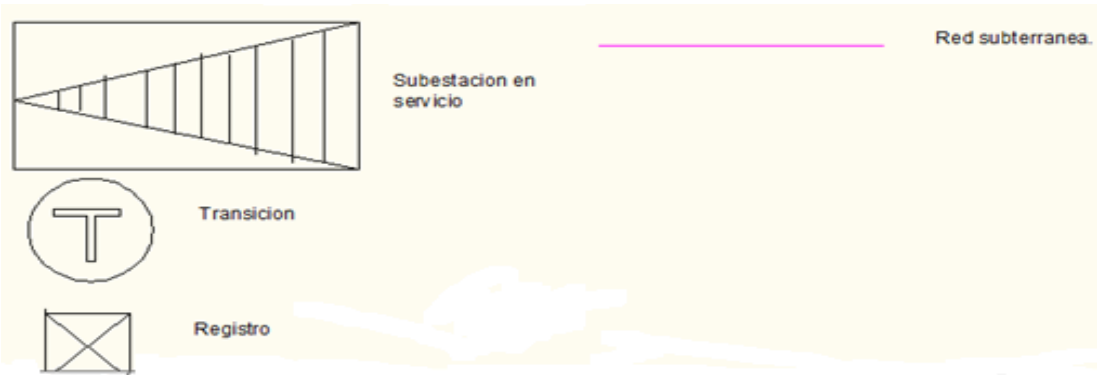 Subestacion en
servicio
Red subterranea.
T
Transicion
Registro